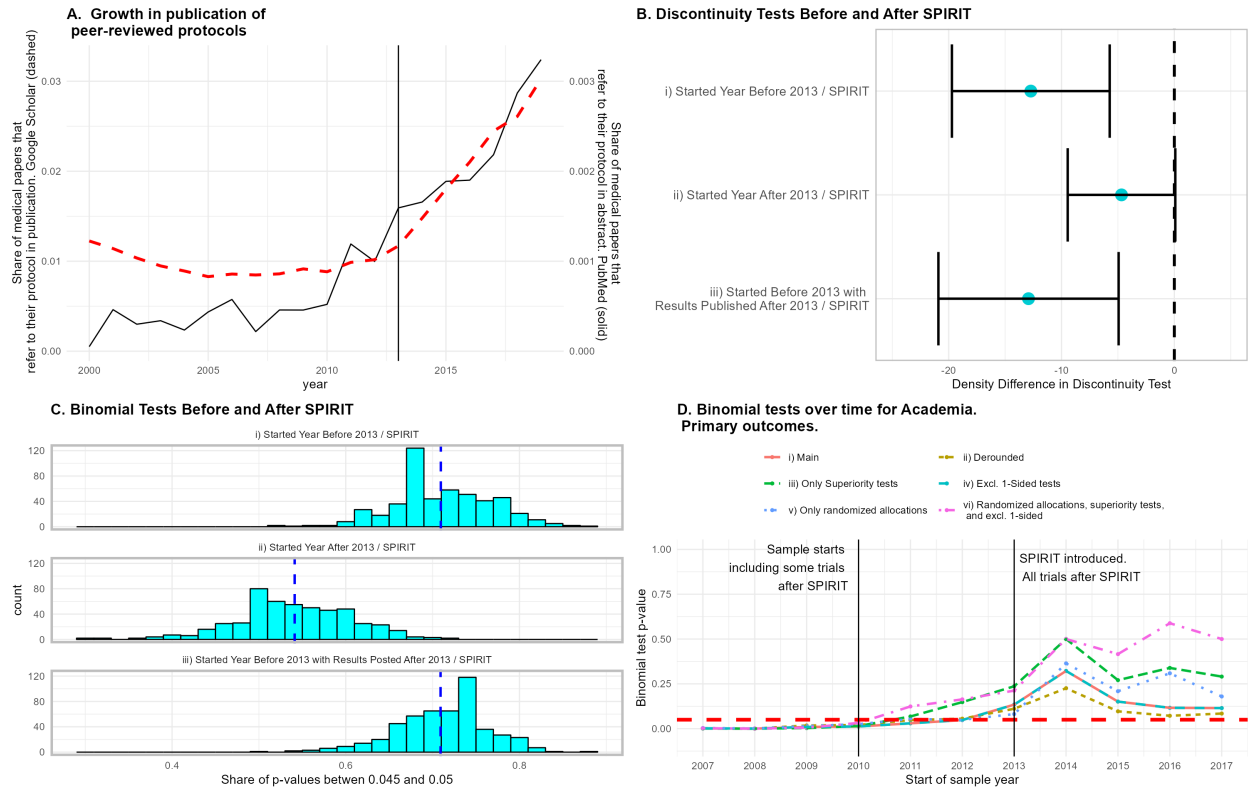 A.  Growth in publication of
peer-reviewed protocols
Share of medical papers that
refer to their protocol in publication. Google Scholar (dashed)
0.03
0.02
0.01
0.00
0.003
0.002
0.001
0.000
Share of medical papers that
refer to their protocol in abstract. PubMed (solid)
2000
2005
2010
2015
year
B. Discontinuity Tests Before and After SPIRIT
i) Started Year Before 2013 / SPIRIT
ii) Started Year After 2013 / SPIRIT
iii) Started Before 2013 with
Results Published After 2013 / SPIRIT
-20
-10
0
Density Difference in Discontinuity Test
C. Binomial Tests Before and After SPIRIT
i) Started Year Before 2013 / SPIRIT
120
80
40
0
ii) Started Year After 2013 / SPIRIT
120
80
40
0
count
iii) Started Year Before 2013 with Results Posted After 2013 / SPIRIT
120
80
40
0
0.4
0.6
0.8
Share of p-values betwen 0.045 and 0.05
D. Binomial tests over time for Academia.
Primary outcomes.
i) Main
ii) Derounded
iii) Only Superiority tests
iv) Excl. 1-Sided tests
v) Only randomized allocations
vi) Randomized allocations, superiority tests,
and excl. 1-sided
Binomial test p-value
1.00
0.75
0.50
0.25
0.00
Sample starts
including some trials
after SPIRIT
SPIRIT introduced.
All trials after SPIRIT
2007
2008
2009
2010
2011
2012
2013
2014
2015
2016
2017
Start of sample year